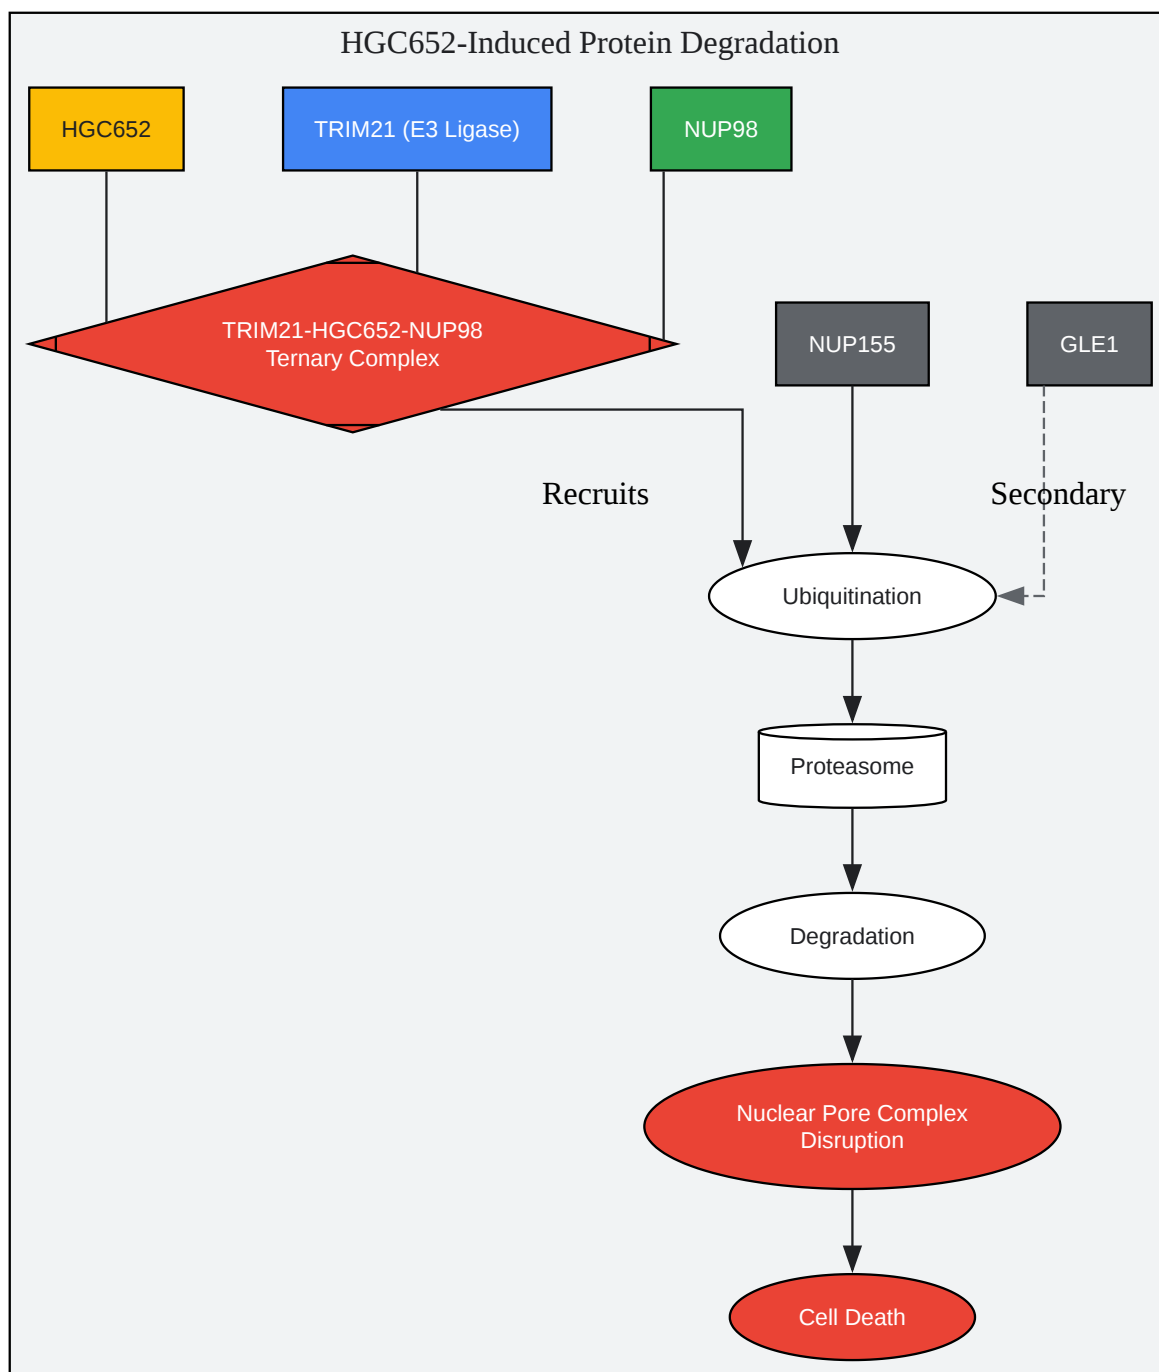 HGC652-Induced Protein Degradation
HGC652
TRIM21 (E3 Ligase)
NUP98
TRIM21-HGC652-NUP98
Ternary Complex
NUP155
GLE1
Recruits
Secondary
Ubiquitination
Proteasome
Degradation
Nuclear Pore Complex
Disruption
Cell Death